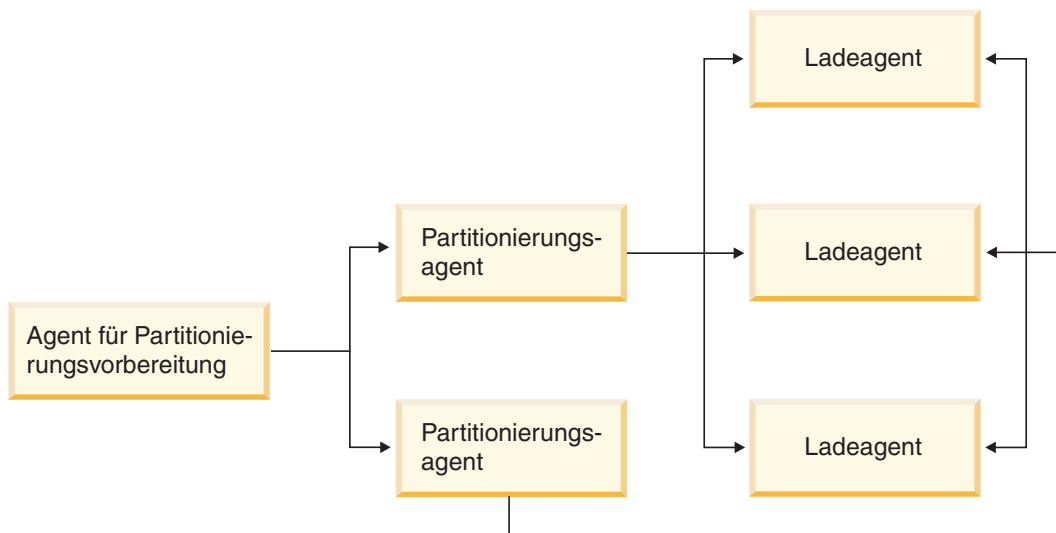 Ladeagent
Partitionierungs-
agent
Ladeagent
Agent für Partitionie-
rungsvorbereitung
Partitionierungs-
agent
Ladeagent